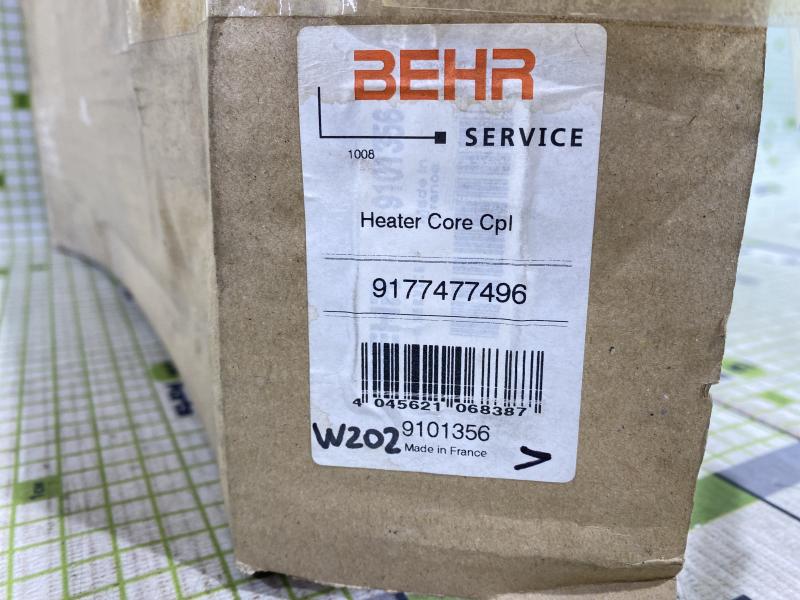 BEHR
SERVICE
1008
Heater Core Cpl
9177477496
4 045621 068387
W202 9101356
Made in France
>